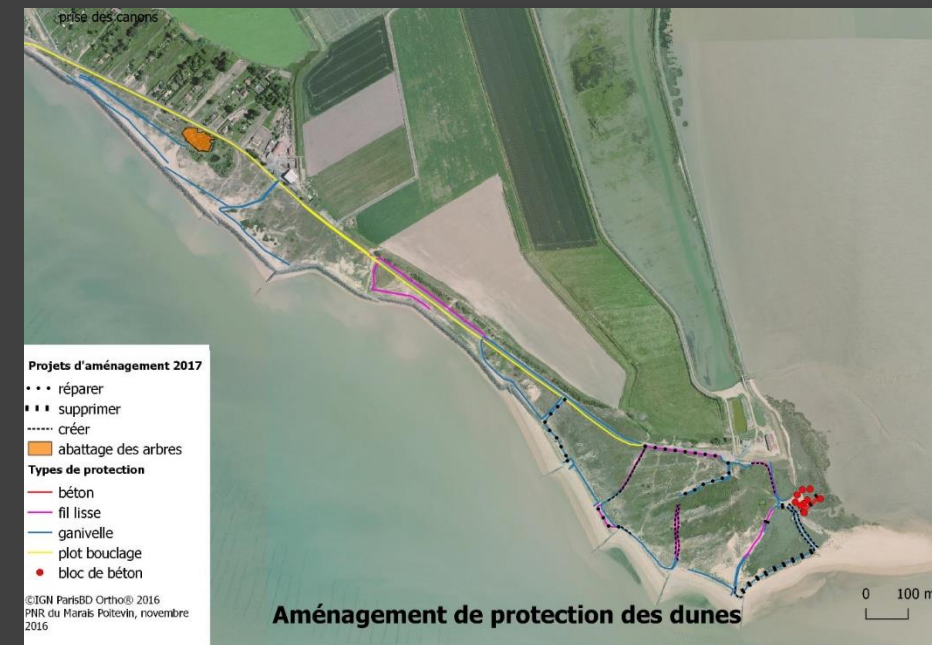 prise des canons
Projets d'aménagement 2017
réparer
supprimer
créer
abattage des arbres
Types de protection
béton
fil lisse
ganivelle
plot bouclage
bloc de béton
©IGN ParisBD Ortho® 2016
PNR du Marais Poitevin, novembre
2016
Aménagement de protection des dunes
0 100 m